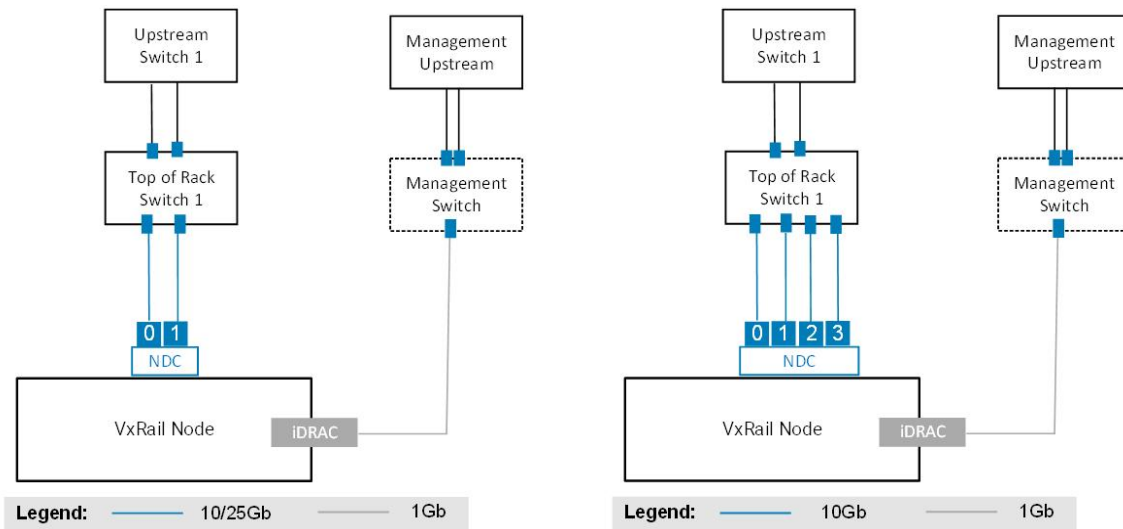 Upstream
Switch 1
Management
Upstream
Top of Rack
Switch 1
Management
Switch
0 1
NDC
VxRail Node
iDRAC
Legend: 10/25Gb 1Gb
Upstream
Switch 1
Management
Upstream
Top of Rack
Switch 1
Management
Switch
0 1 2 3
NDC
VxRail Node
iDRAC
Legend: 10Gb 1Gb